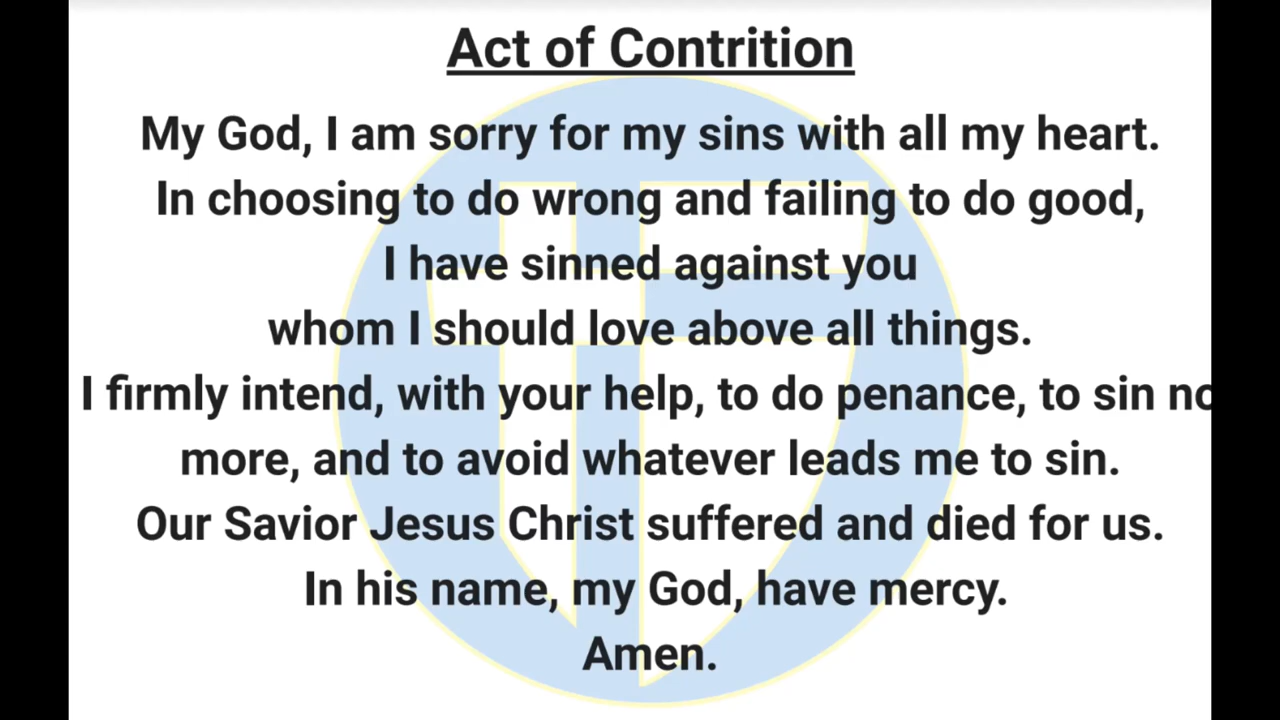 Act of Contrition
My God, I am sorry for my sins with all my heart.
In choosing to do wrong and failing to do good,
I have sinned against you
whom I should love above all things.
I firmly intend, with your help, to do penance, to sin no
more, and to avoid whatever leads me to sin.
Our Savior Jesus Christ suffered and died for us.
In his name, my God, have mercy.
Amen.